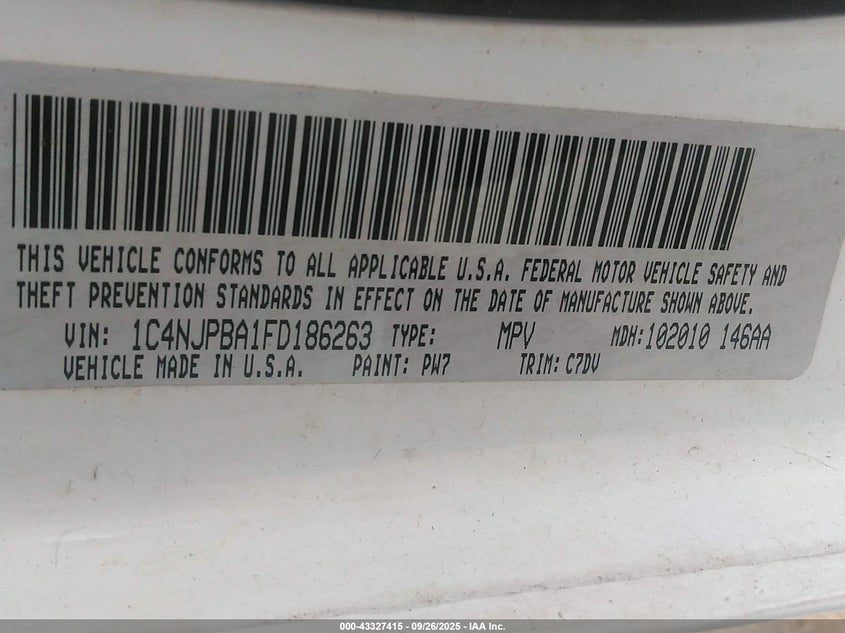 THIS VEHICLE CONFORMS TO ALL APPLICABLE U.S.A. FEDERAL MOTOR VEHICLE SAFETY AND
THEFT PREVENTION STANDARDS IN EFFECT ON THE DATE OF MANUFACTURE SHOWN ABOVE.
VIN: 1C4NJPBA1FD186263 TYPE: MPV MDH:102010 146AA
VEHICLE MADE IN U.S.A. PAINT: PW7 TRIM: C7DV
000-43327415 - 09/26/2025 - IAA Inc.